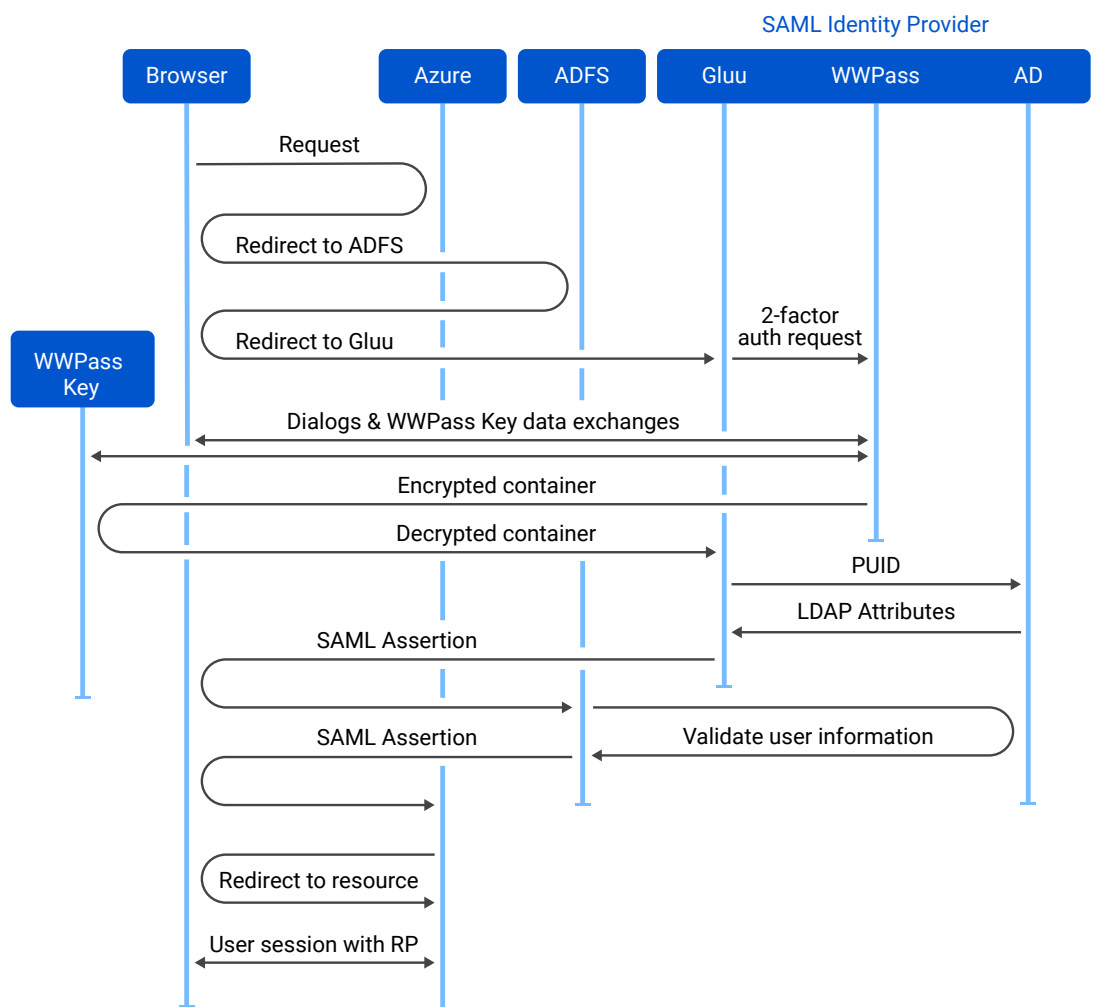 SAML Identity Provider
Browser
Azure
ADFS
Gluu
WWPass
AD
Request
Redirect to ADFS
2-factor
auth request
Redirect to Gluu
WWPass
Key
Dialogs & WWPass Key data exchanges
Encrypted container
Decrypted container
PUID
LDAP Attributes
SAML Assertion
Validate user information
SAML Assertion
Redirect to resource
User session with RP